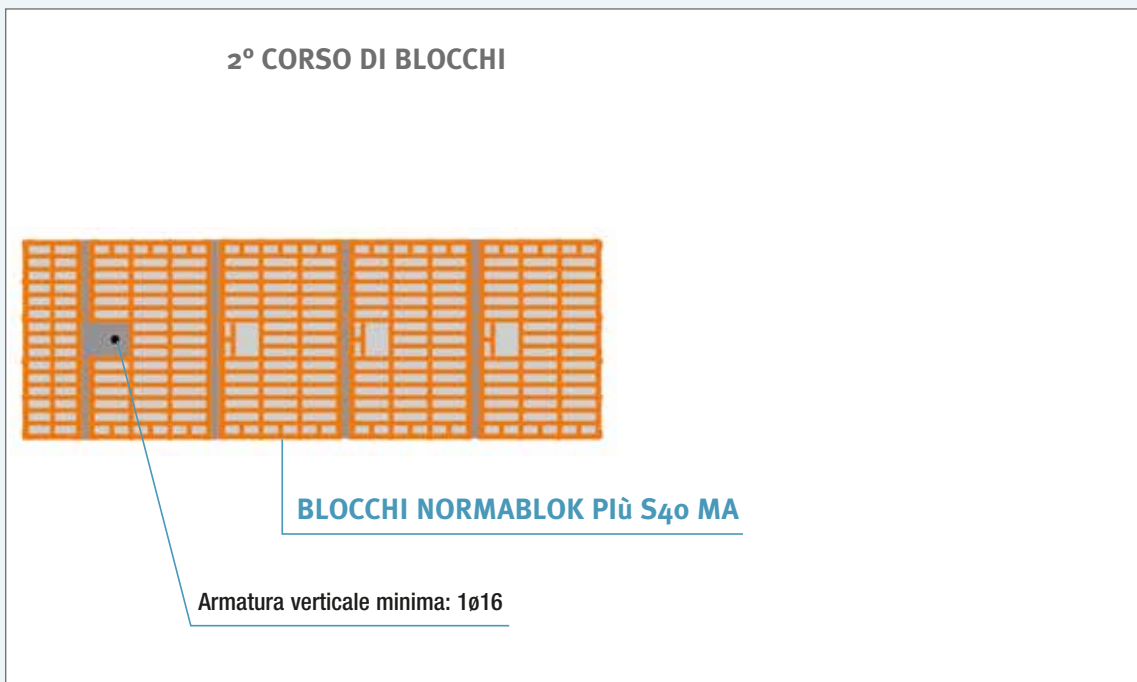 2° CORSO DI BLOCCHI
BLOCCHI NORMABLOK PIù S40 MA
Armatura verticale minima: 1ø16